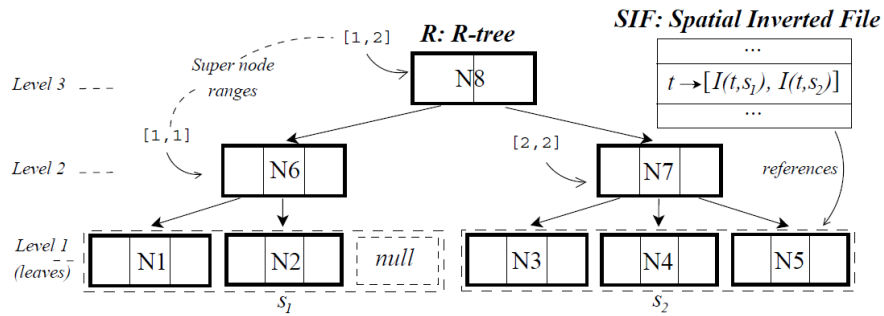 R: R-tree
SIF: Spatial Inverted File
[1,2]
...
Super node
ranges
Level 3
N8
t→[I(t,s₁), I(t,s₂)]
...
[1,1]
[2,2]
Level 2
N6
N7
references
Level 1
(leaves)
N1
N2
null
N3
N4
N5
s₁
s₂